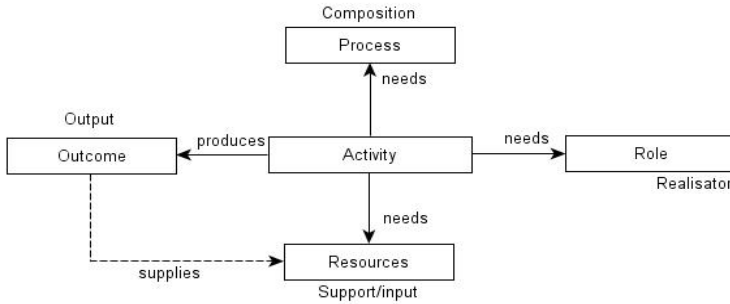 Composition
Process
needs
Output
Outcome
produces
Activity
needs
Role
Realisator
needs
Resources
supplies
Support/input